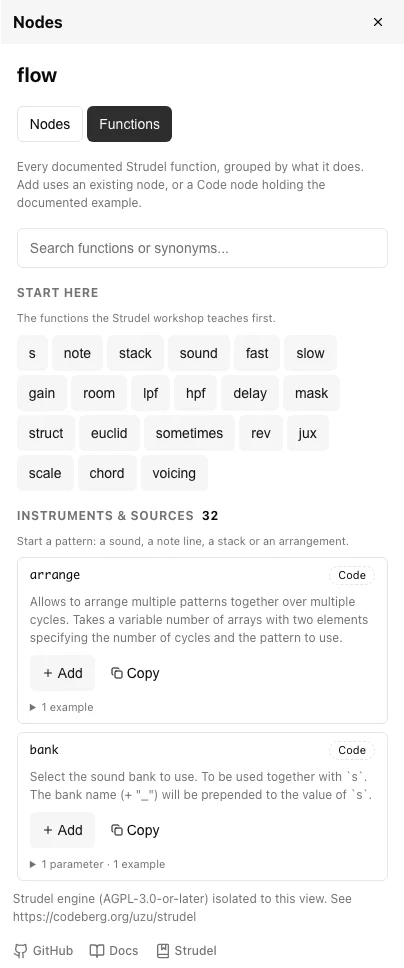 Nodes
flow
Nodes Functions
Every documented Strudel function, grouped by what it does.
Add uses an existing node, or a Code node holding the
documented example.
Search functions or synonyms...
START HERE
The functions the Strudel workshop teaches first.
s note stack sound fast slow
gain room lpf hpf delay mask
struct euclid sometimes rev jux
scale chord voicing
INSTRUMENTS & SOURCES 32
Start a pattern: a sound, a note line, a stack or an arrangement.
arrange Code
Allows to arrange multiple patterns together over multiple
cycles. Takes a variable number of arrays with two elements
specifying the number of cycles and the pattern to use.
+ Add Copy
▶ 1 example
bank Code
Select the sound bank to use. To be used together with `s`.
The bank name (+ "_") will be prepended to the value of `s`.
+ Add Copy
▶ 1 parameter · 1 example
Strudel engine (AGPL-3.0-or-later) isolated to this view. See
https://codeberg.org/uzu/strudel
GitHub Docs Strudel